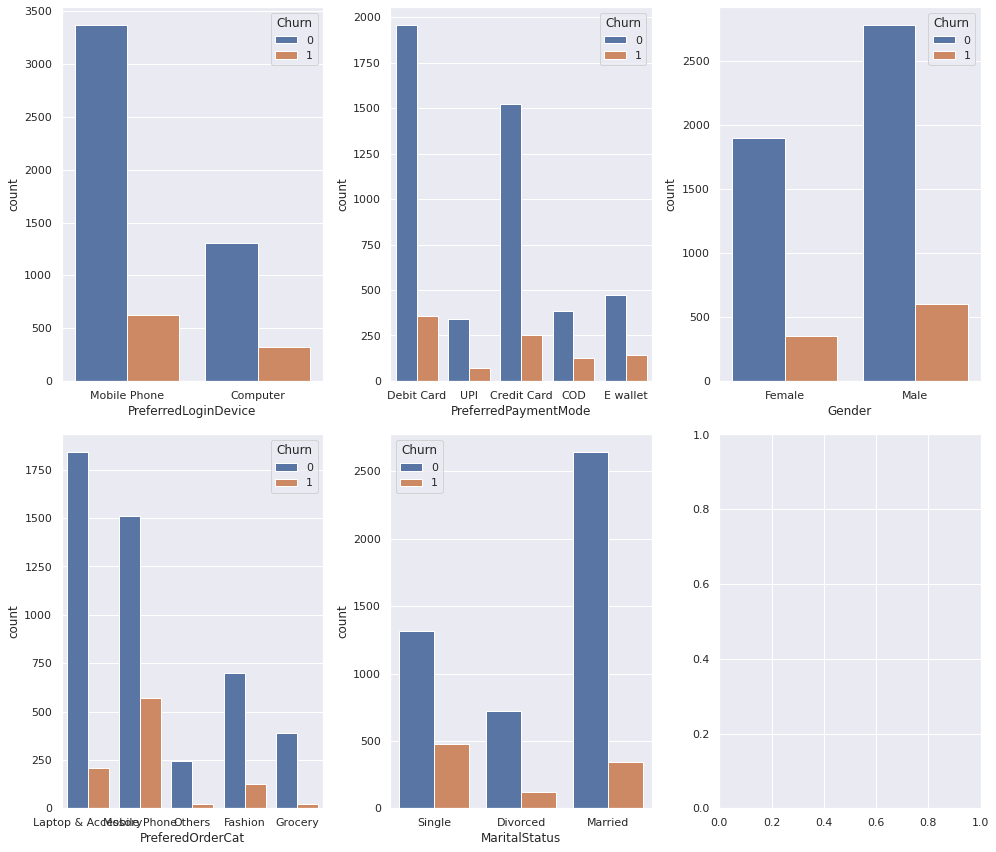 3500
3000
2500
2000
1500
1000
500
0
count
Mobile Phone Computer
PreferredLoginDevice
Churn
0
1
2000
1750
1500
1250
1000
750
500
250
0
count
Debit Card UPI Credit Card COD E wallet
PreferredPaymentMode
Churn
0
1
2500
2000
1500
1000
500
0
count
Female Male
Gender
Churn
0
1
1750
1500
1250
1000
750
500
250
0
count
Laptop & Accessory Mobile Phone Others Fashion Grocery
PreferedOrderCat
Churn
0
1
2500
2000
1500
1000
500
0
count
Single Divorced Married
MaritalStatus
Churn
0
1
1.0
0.8
0.6
0.4
0.2
0.0
0.0 0.2 0.4 0.6 0.8 1.0